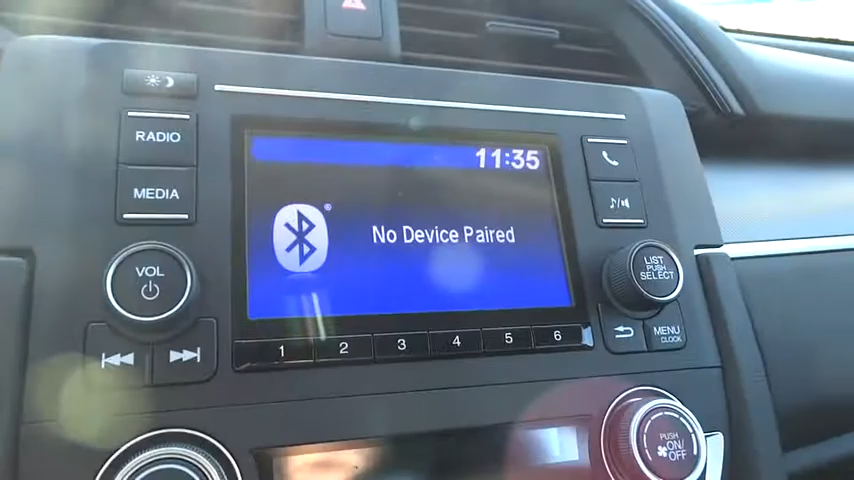 RADIO
MEDIA
VOL
11:35
No Device Paired
®
LIST
PUSH
SELECT
MENU
CLOCK
1 2 3 4 5 6
PUSH
ON/
OFF